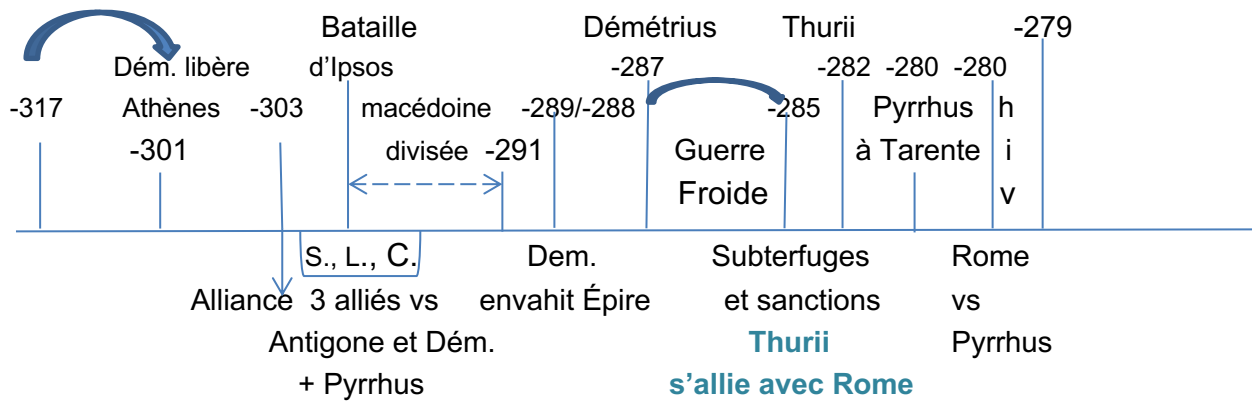 Bataille Démétrius Thurii -279
Dém. libère d'Ipsos -287 -282 -280 -280
-317 Athènes -303 macédoine -289/-288 -285 Pyrrhus h
-301 divisée -291 Guerre à Tarente i
Froide v
S., L., C. Dem. Subterfuges Rome
Alliance 3 alliés vs envahit Épire et sanctions vs
Antigone et Dém. Thurii Pyrrhus
+ Pyrrhus s'allie avec Rome